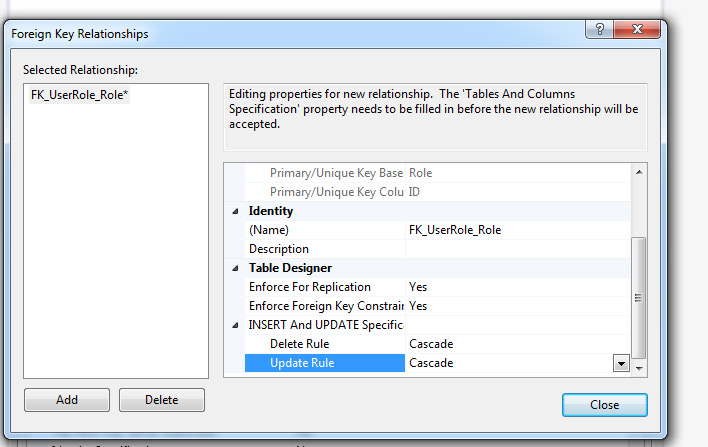 Foreign Key Relationships
?
Selected Relationship:
FK_UserRole_Role*
Editing properties for new relationship. The 'Tables And Columns
Specification' property needs to be filled in before the new relationship will be
accepted.
Primary/Unique Key Base Role
Primary/Unique Key Colu ID
Identity
(Name) FK_UserRole_Role
Description
Table Designer
Enforce For Replication Yes
Enforce Foreign Key Constrain Yes
INSERT And UPDATE Specific
Delete Rule Cascade
Update Rule Cascade
Add Delete
Close